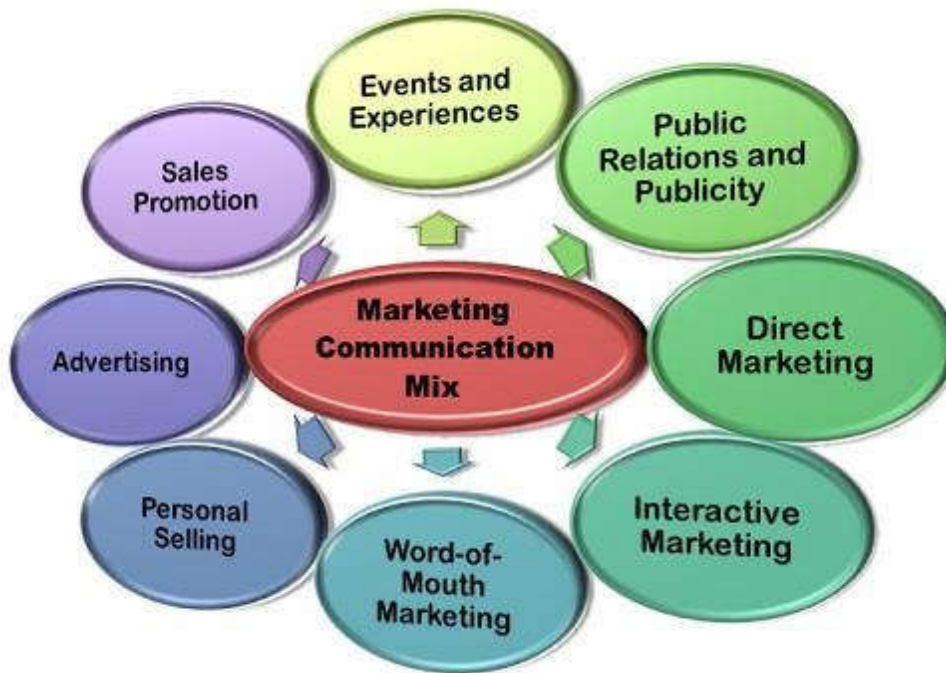 Events and
Experiences
Public
Relations and
Publicity
Sales
Promotion
Marketing
Communication
Mix
Direct
Marketing
Advertising
Interactive
Marketing
Personal
Selling
Word-of-
Mouth
Marketing